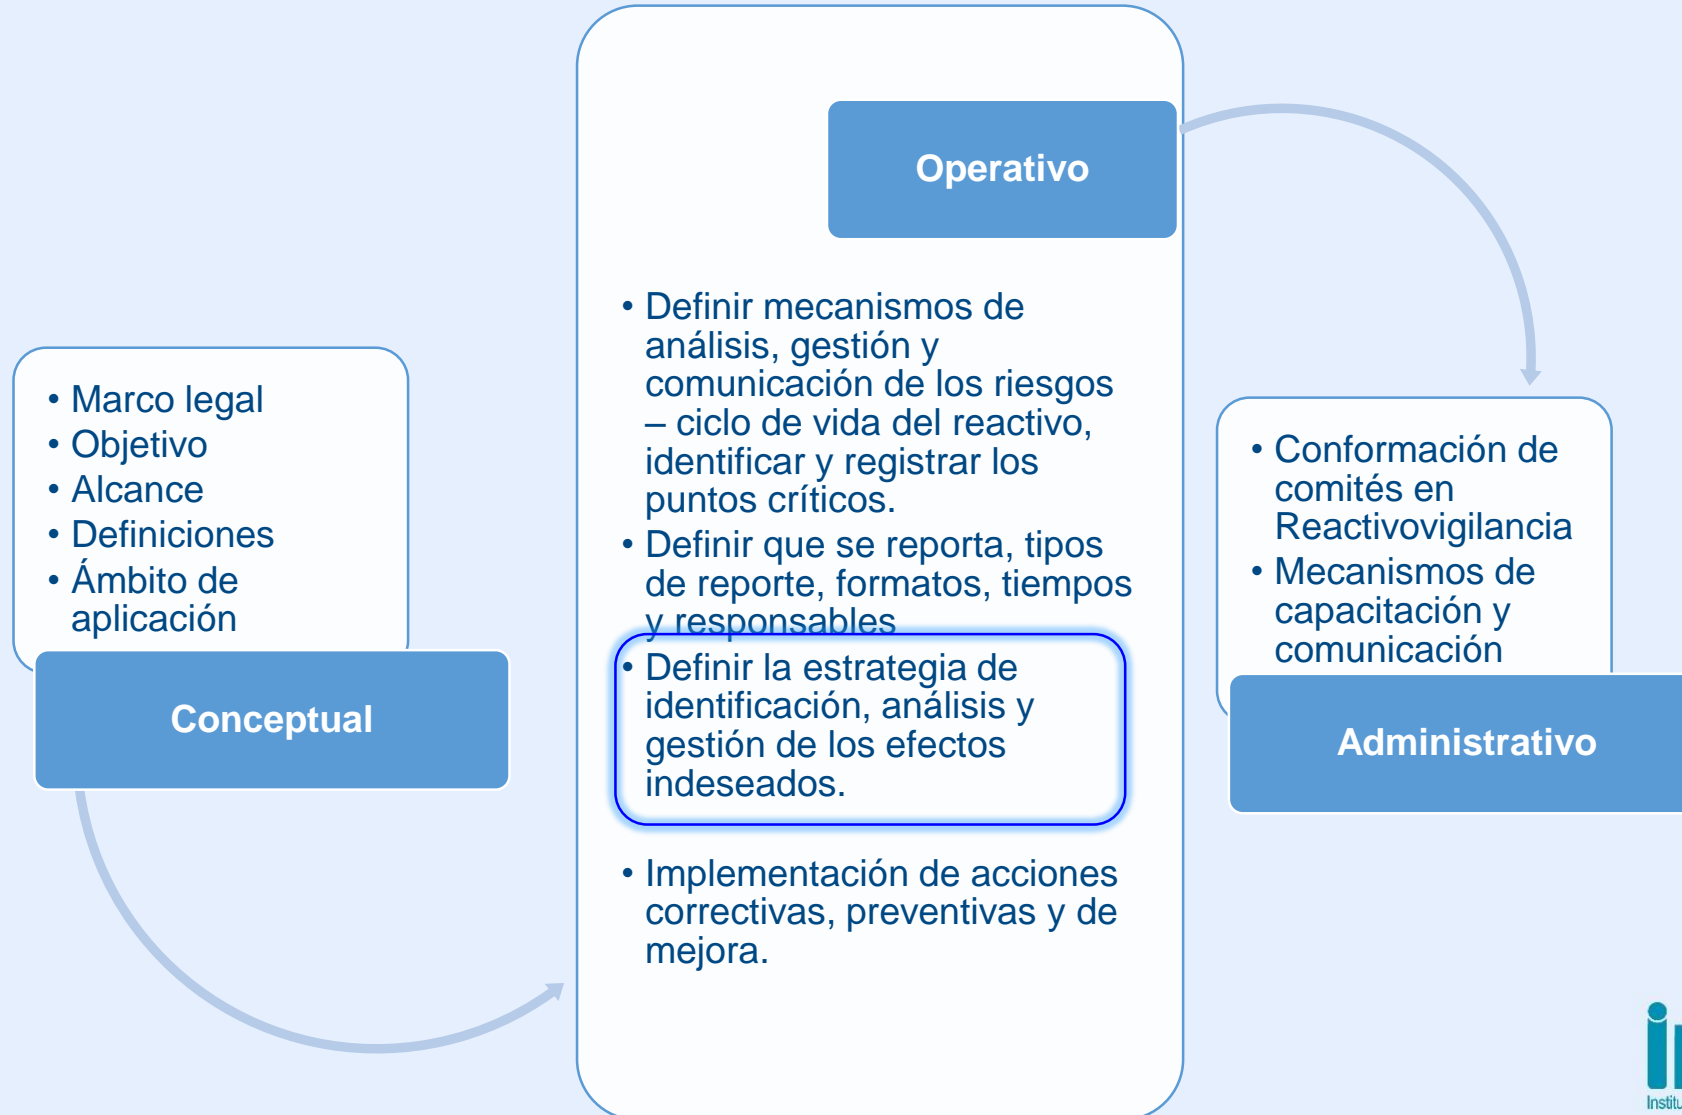 • Marco legal
• Objetivo
• Alcance
• Definiciones
• Ámbito de
aplicación
Conceptual
Operativo
• Definir mecanismos de
análisis, gestión y
comunicación de los riesgos
– ciclo de vida del reactivo,
identificar y registrar los
puntos críticos.
• Definir que se reporta, tipos
de reporte, formatos, tiempos
y responsables
• Definir la estrategia de
identificación, análisis y
gestión de los efectos
indeseados.
• Implementación de acciones
correctivas, preventivas y de
mejora.
• Conformación de
comités en
Reactivovigilancia
• Mecanismos de
capacitación y
comunicación
Administrativo